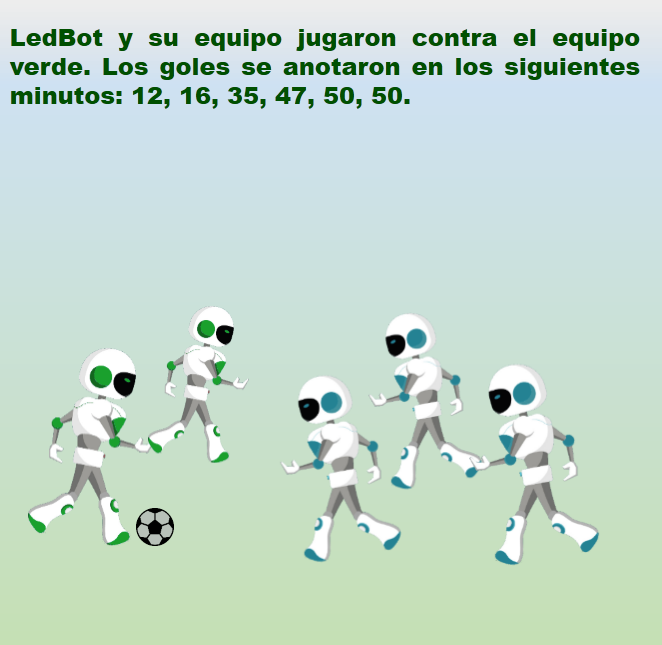 LedBot y su equipo jugaron contra el equipo
verde. Los goles se anotaron en los siguientes
minutos: 12, 16, 35, 47, 50, 50.